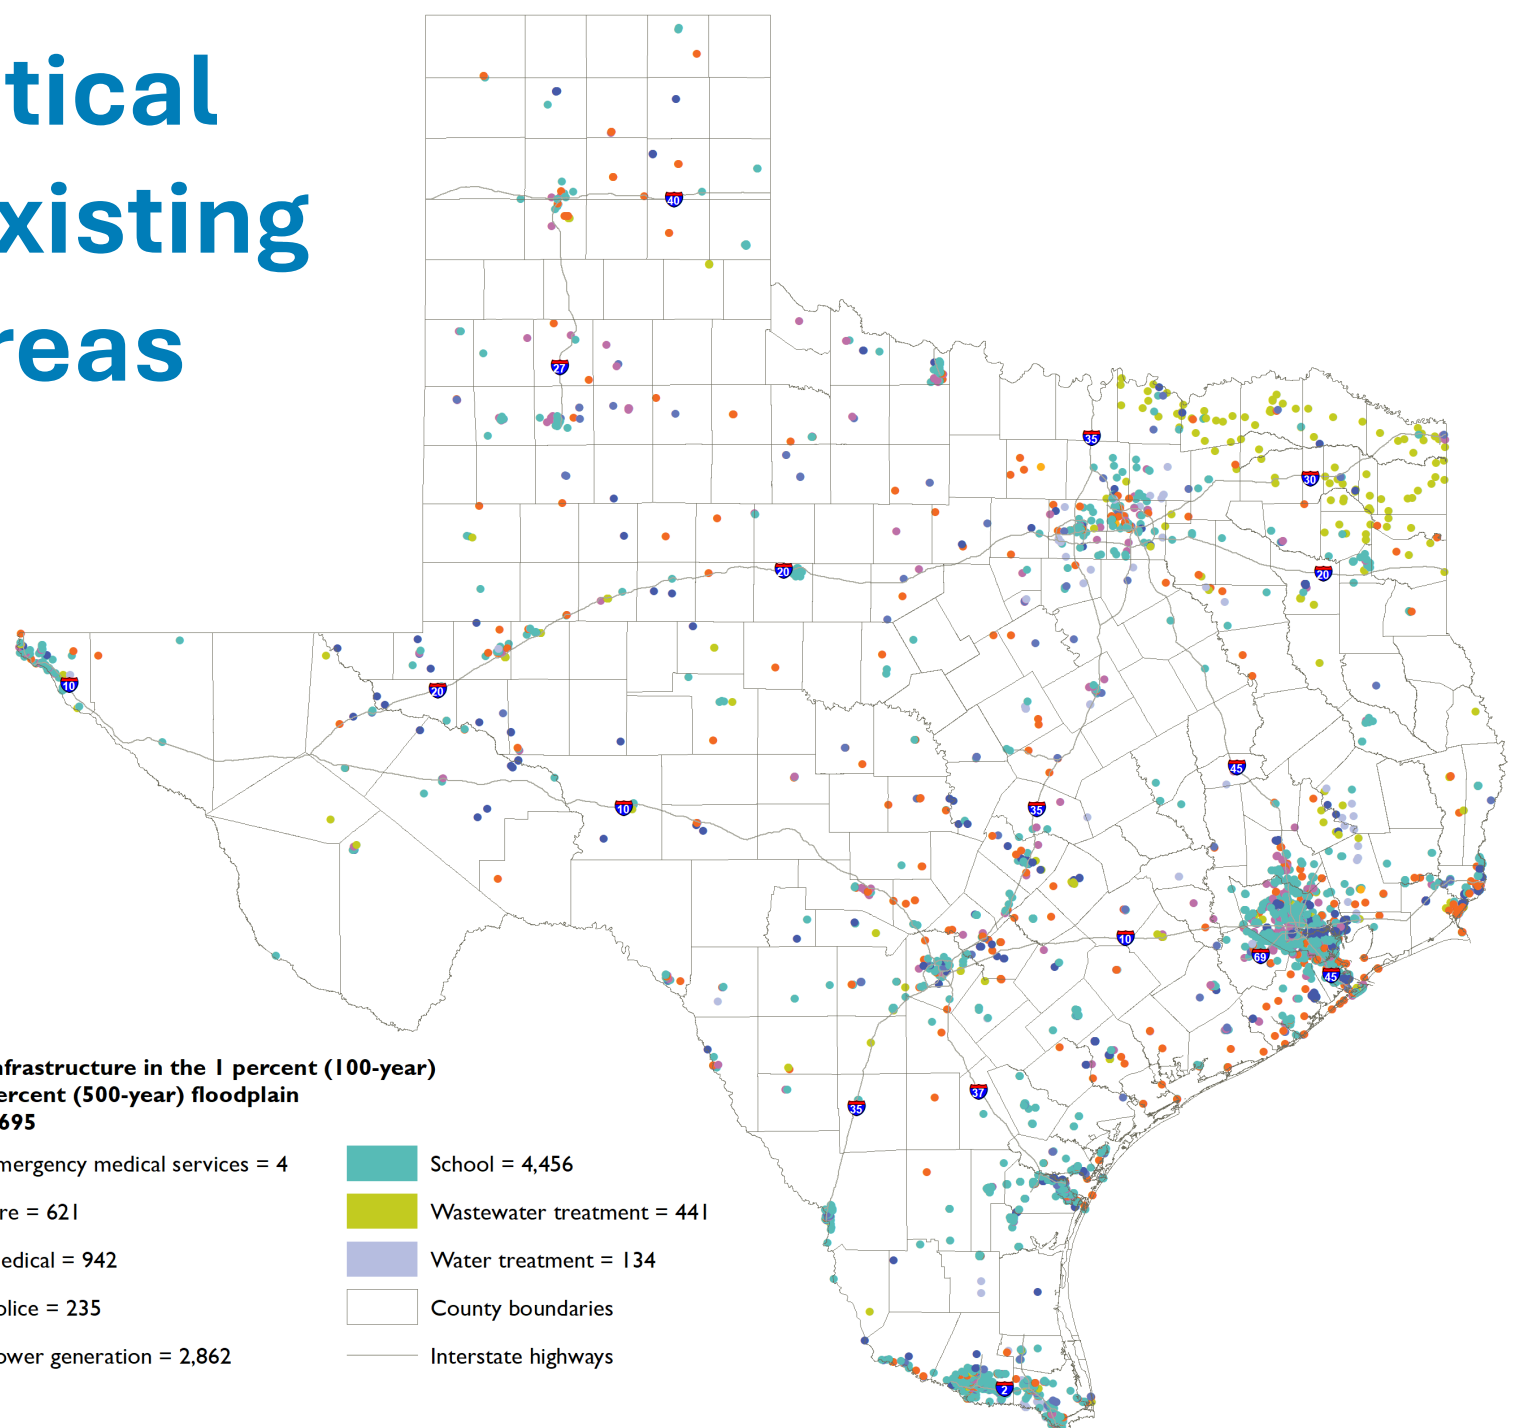 tical
xisting
reas
40
27
35
30
20
20
10
20
45
10
35
10
69
45
37
35
2
nfrastructure in the 1 percent (100-year)
ercent (500-year) floodplain
695
mergency medical services = 4
re = 621
edical = 942
olice = 235
ower generation = 2,862
School = 4,456
Wastewater treatment = 441
Water treatment = 134
County boundaries
Interstate highways